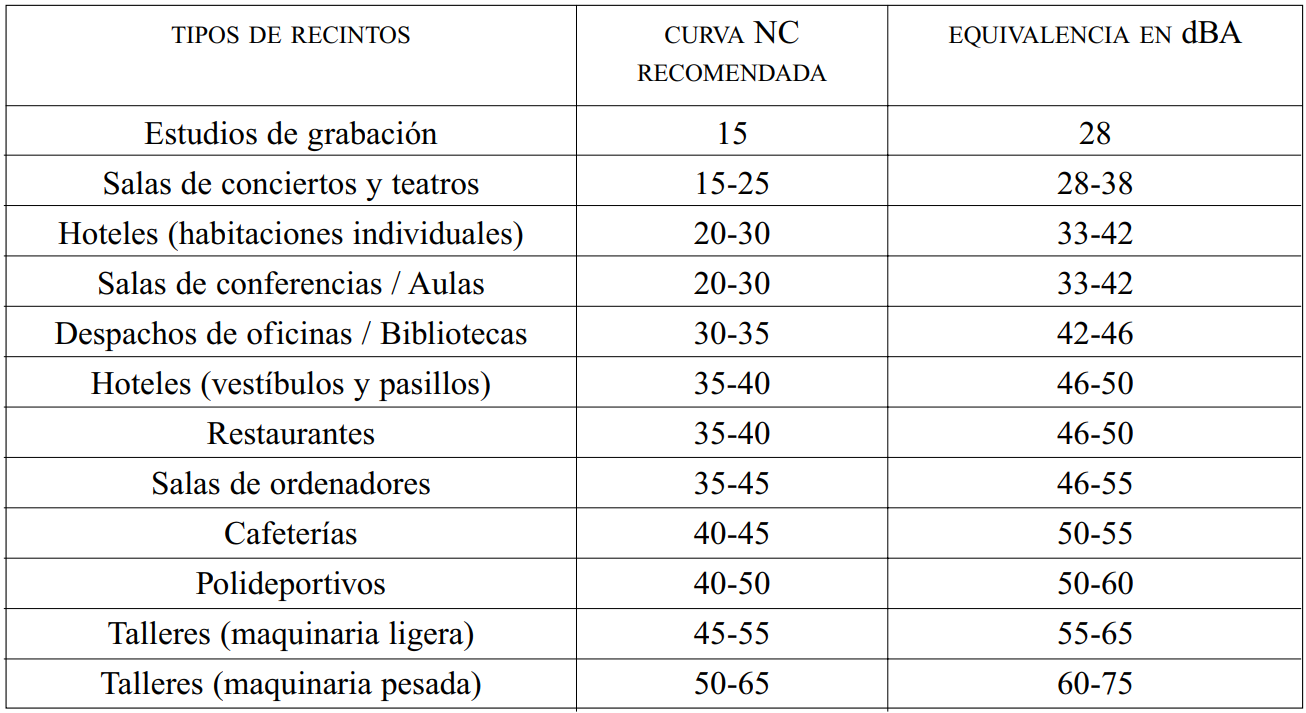 TIPOS DE RECINTOS CURVA NC RECOMENDADA EQUIVALENCIA EN dBA
Estudios de grabación 15 28
Salas de conciertos y teatros 15-25 28-38
Hoteles (habitaciones individuales) 20-30 33-42
Salas de conferencias / Aulas 20-30 33-42
Despachos de oficinas / Bibliotecas 30-35 42-46
Hoteles (vestíbulos y pasillos) 35-40 46-50
Restaurantes 35-40 46-50
Salas de ordenadores 35-45 46-55
Cafeterías 40-45 50-55
Polideportivos 40-50 50-60
Talleres (maquinaria ligera) 45-55 55-65
Talleres (maquinaria pesada) 50-65 60-75